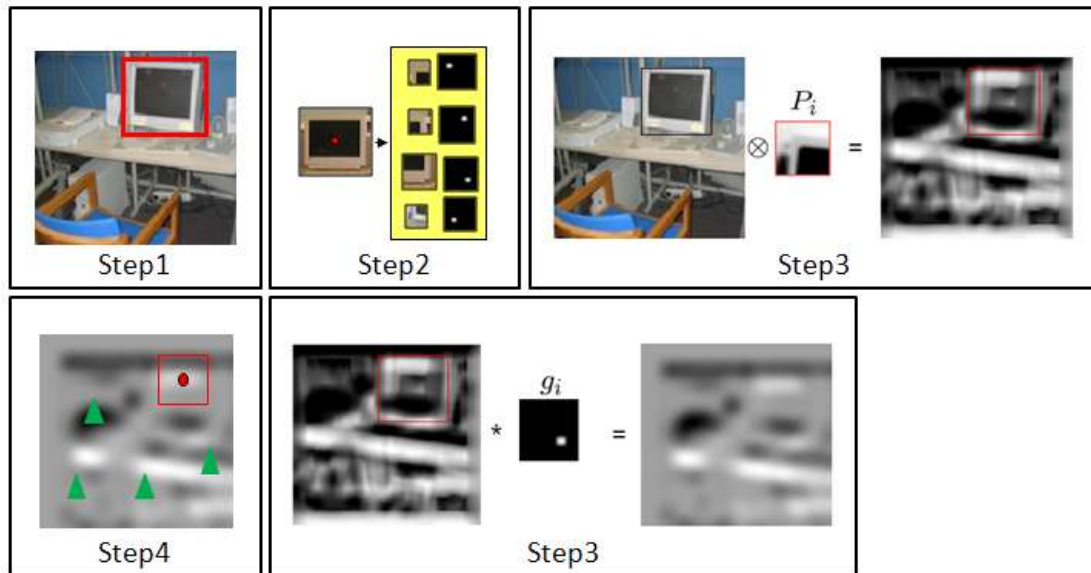 Step1
Step2
⊗
P_i
=
Step3
Step4
*
g_i
=
Step3